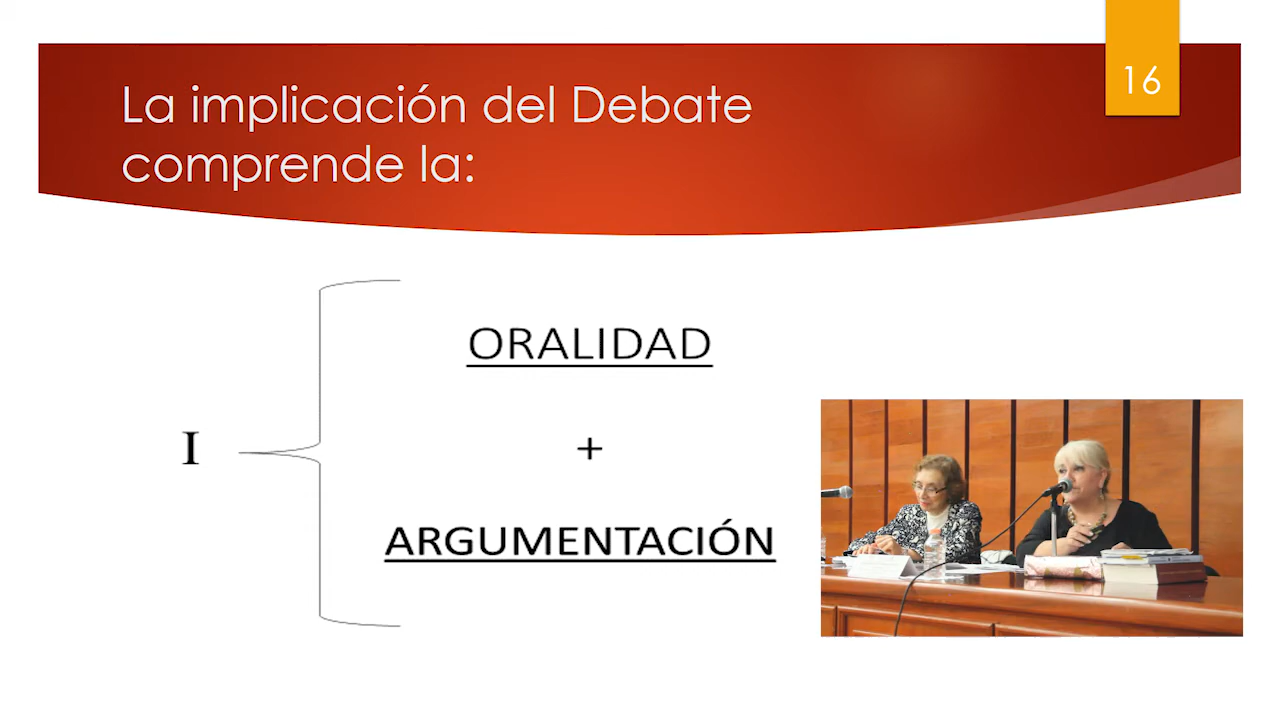 16
La implicación del Debate
comprende la:
ORALIDAD
I
+
ARGUMENTACIÓN